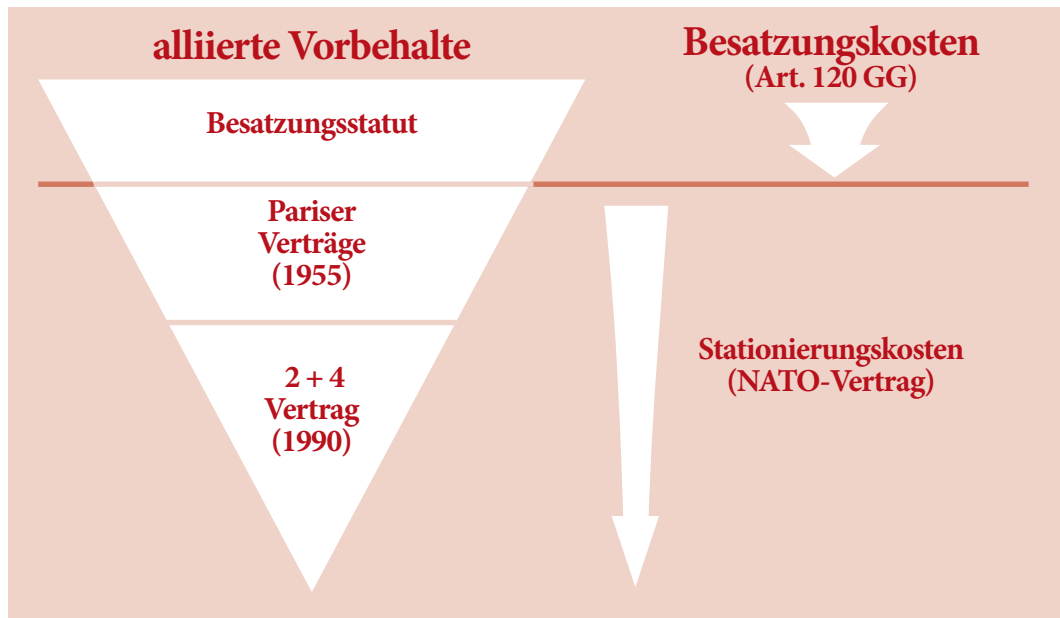 alliierte Vorbehalte
Besatzungsstatut
Pariser
Verträge
(1955)
2 + 4
Vertrag
(1990)
Besatzungskosten
(Art. 120 GG)
Stationierungskosten
(NATO-Vertrag)